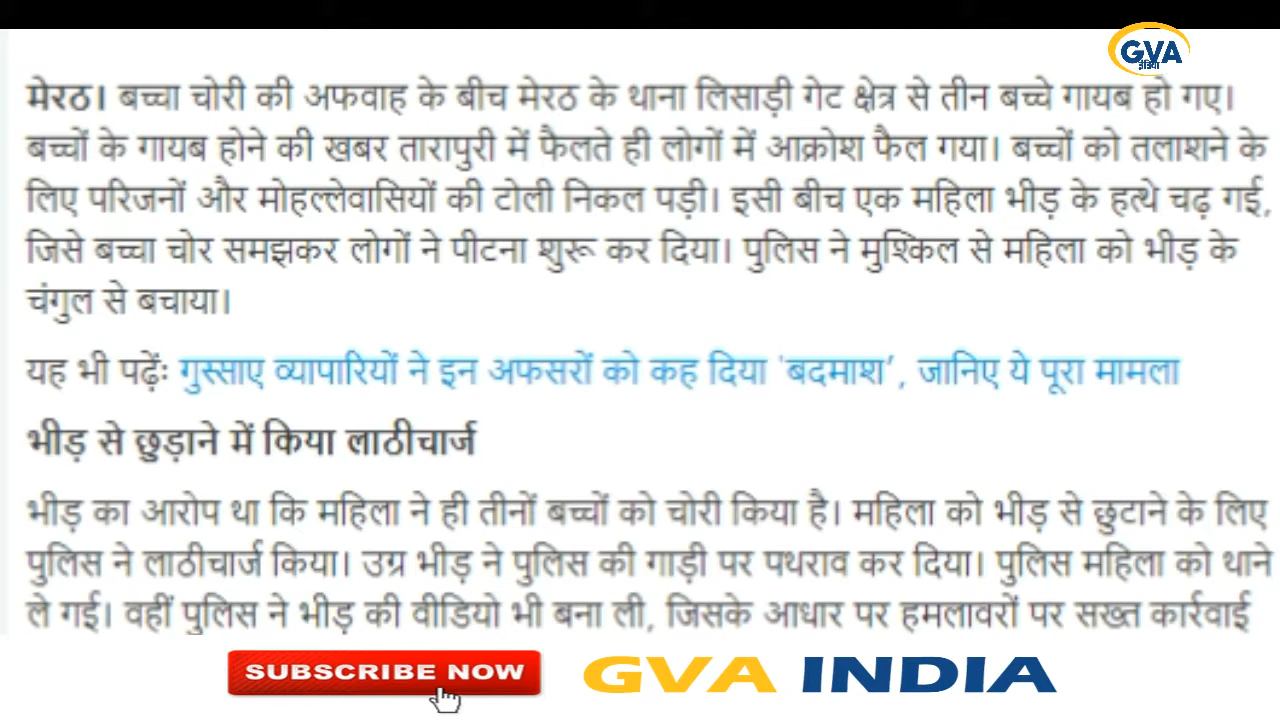 GVA
इंडिया
मेरठ। बच्चा चोरी की अफवाह के बीच मेरठ के थाना लिसाड़ी गेट क्षेत्र से तीन बच्चे गायब हो गए।
बच्चों के गायब होने की खबर तारापुरी में फैलते ही लोगों में आक्रोश फैल गया। बच्चों को तलाशने के
लिए परिजनों और मोहल्लेवासियों की टोली निकल पड़ी। इसी बीच एक महिला भीड़ के हत्थे चढ़ गई,
जिसे बच्चा चोर समझकर लोगों ने पीटना शुरू कर दिया। पुलिस ने मुश्किल से महिला को भीड़ के
चंगुल से बचाया।
यह भी पढ़ेंः गुस्साए व्यापारियों ने इन अफसरों को कह दिया 'बदमाश', जानिए ये पूरा मामला
भीड़ से छुड़ाने में किया लाठीचार्ज
भीड़ का आरोप था कि महिला ने ही तीनों बच्चों को चोरी किया है। महिला को भीड़ से छुटाने के लिए
पुलिस ने लाठीचार्ज किया। उग्र भीड़ ने पुलिस की गाड़ी पर पथराव कर दिया। पुलिस महिला को थाने
ले गई। वहीं पुलिस ने भीड़ की वीडियो भी बना ली, जिसके आधार पर हमलावरों पर सख्त कार्रवाई
SUBSCRIBE NOW
GVA INDIA